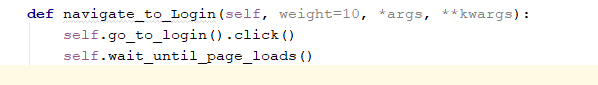 def navigate_to_Login(self, weight=10, *args, **kwargs):
self.go_to_login().click()
self.wait_until_page_loads()